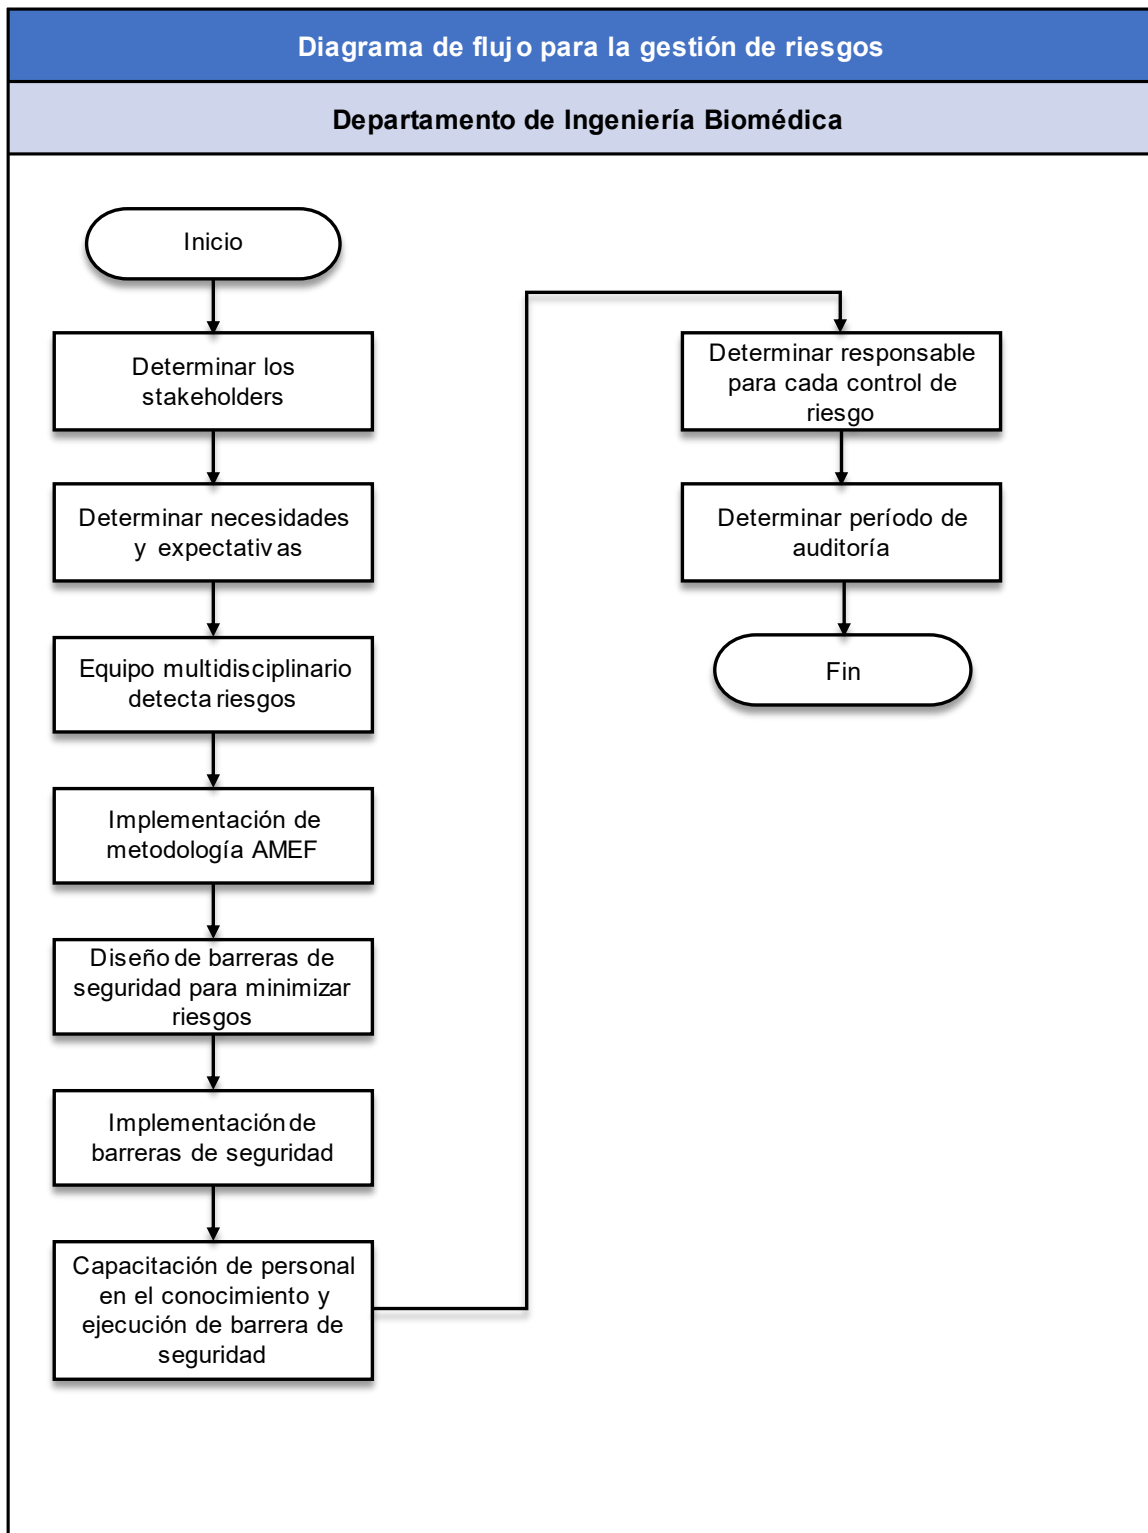 Diagrama de flujo para la gestión de riesgos
Departamento de Ingeniería Biomédica
Inicio
Determinar los
stakeholders
Determinar necesidades
y expectativas
Equipo multidisciplinario
detecta riesgos
Implementación de
metodología AMEF
Diseño de barreras de
seguridad para minimizar
riesgos
Implementación de
barreras de seguridad
Capacitación de personal
en el conocimiento y
ejecución de barrera de
seguridad
Determinar responsable
para cada control de
riesgo
Determinar período de
auditoría
Fin